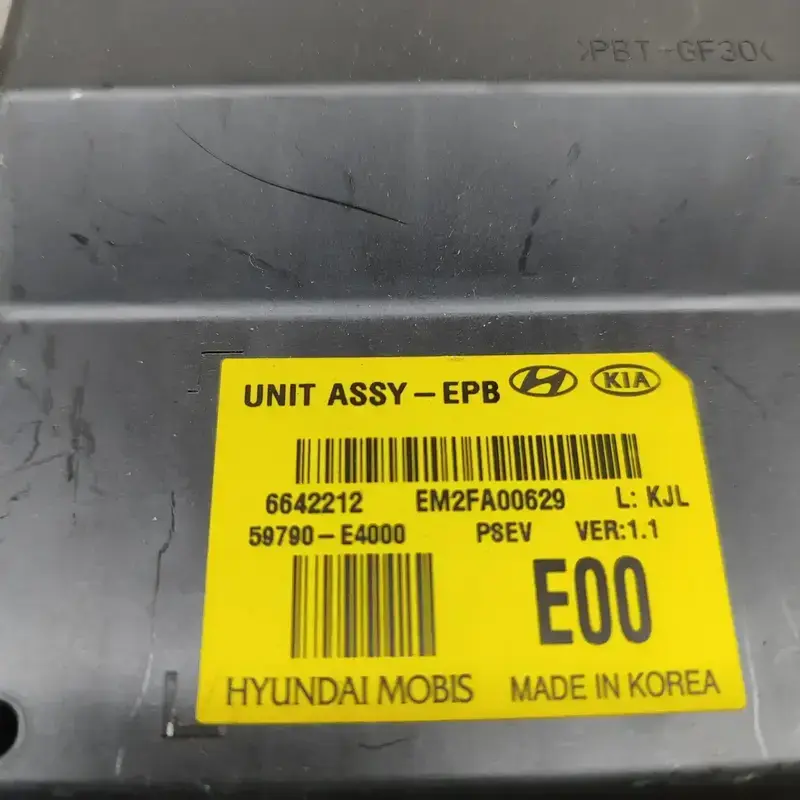 >PBT-GF30<
UNIT ASSY-EPB KIA
6642212 EM2FA00629 L: KJL
59790-E4000 PSEV VER:1.1
E00
HYUNDAI MOBIS MADE IN KOREA